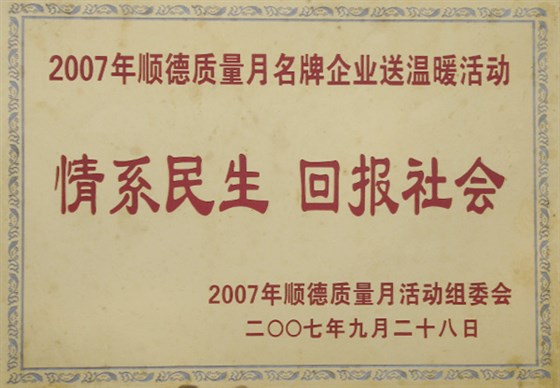 2007年顺德质量月名牌企业送温暖活动
情系民生 回报社会
2007年顺德质量月活动组委会
二〇〇七年九月二十八日